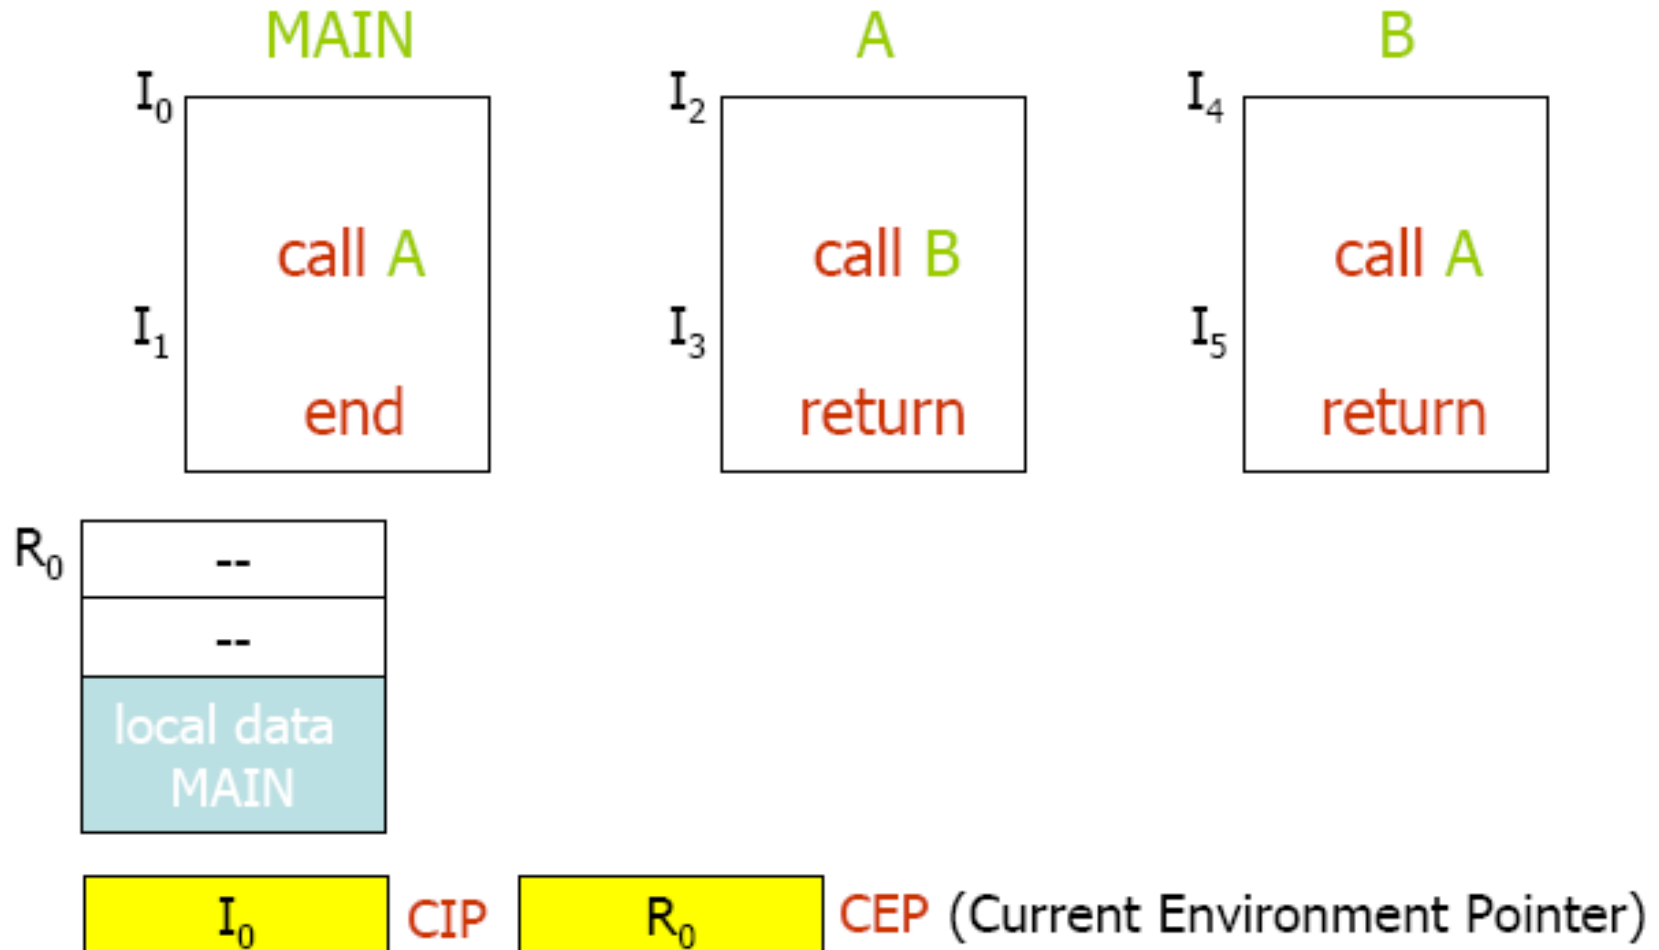 MAIN A B
I₀ I₂ I₄
call A call B call A
I₁ I₃ I₅
end return return
R₀ --
--
local data
MAIN
I₀ CIP R₀ CEP (Current Environment Pointer)